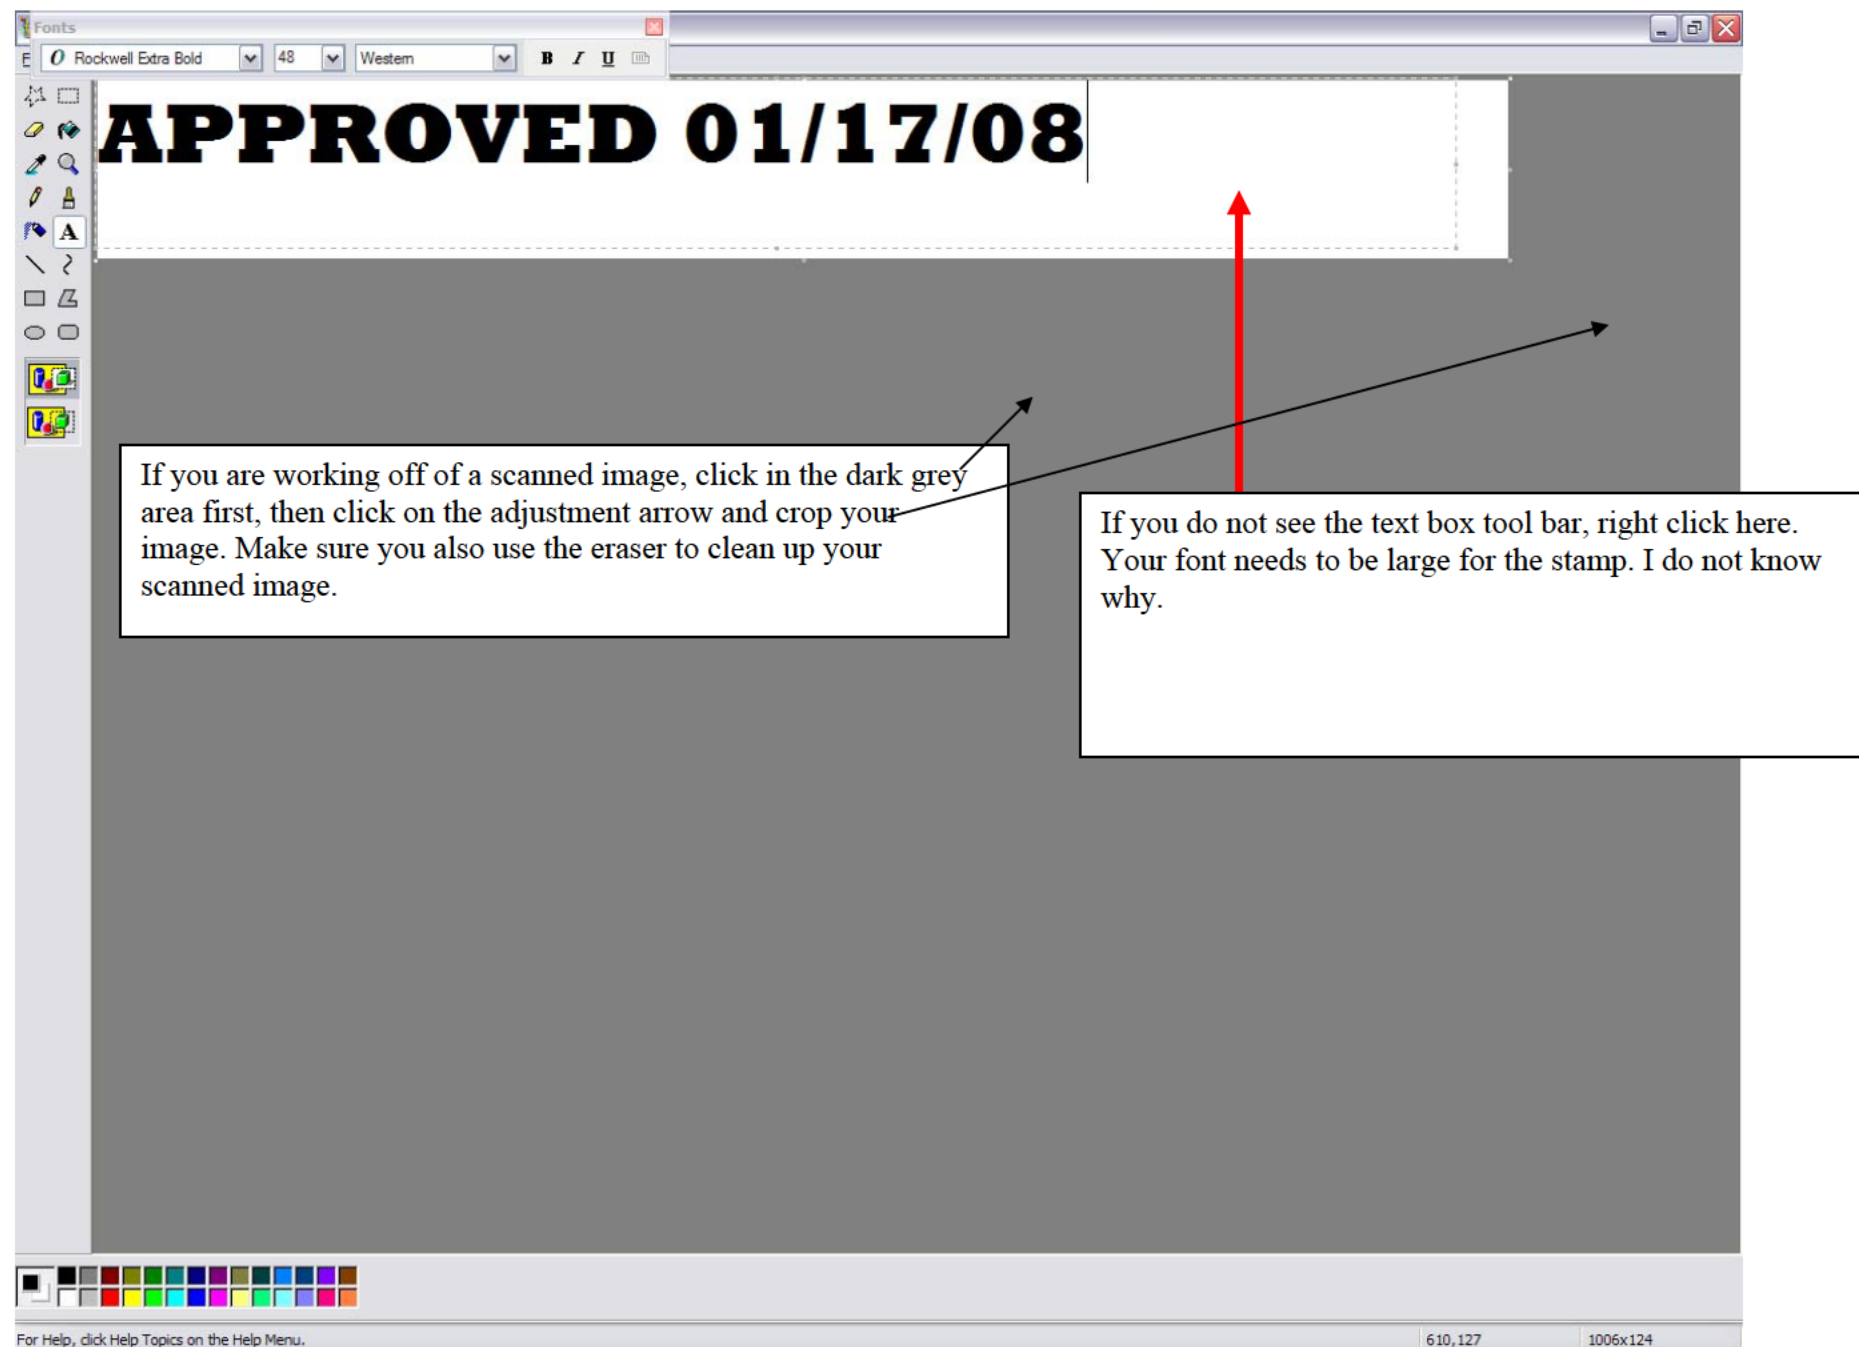 Fonts
Rockwell Extra Bold 48 Western B I U
A
APPROVED 01/17/08
If you are working off of a scanned image, click in the dark grey
area first, then click on the adjustment arrow and crop your
image. Make sure you also use the eraser to clean up your
scanned image.
If you do not see the text box tool bar, right click here.
Your font needs to be large for the stamp. I do not know
why.
For Help, click Help Topics on the Help Menu.
610,127
1006x124